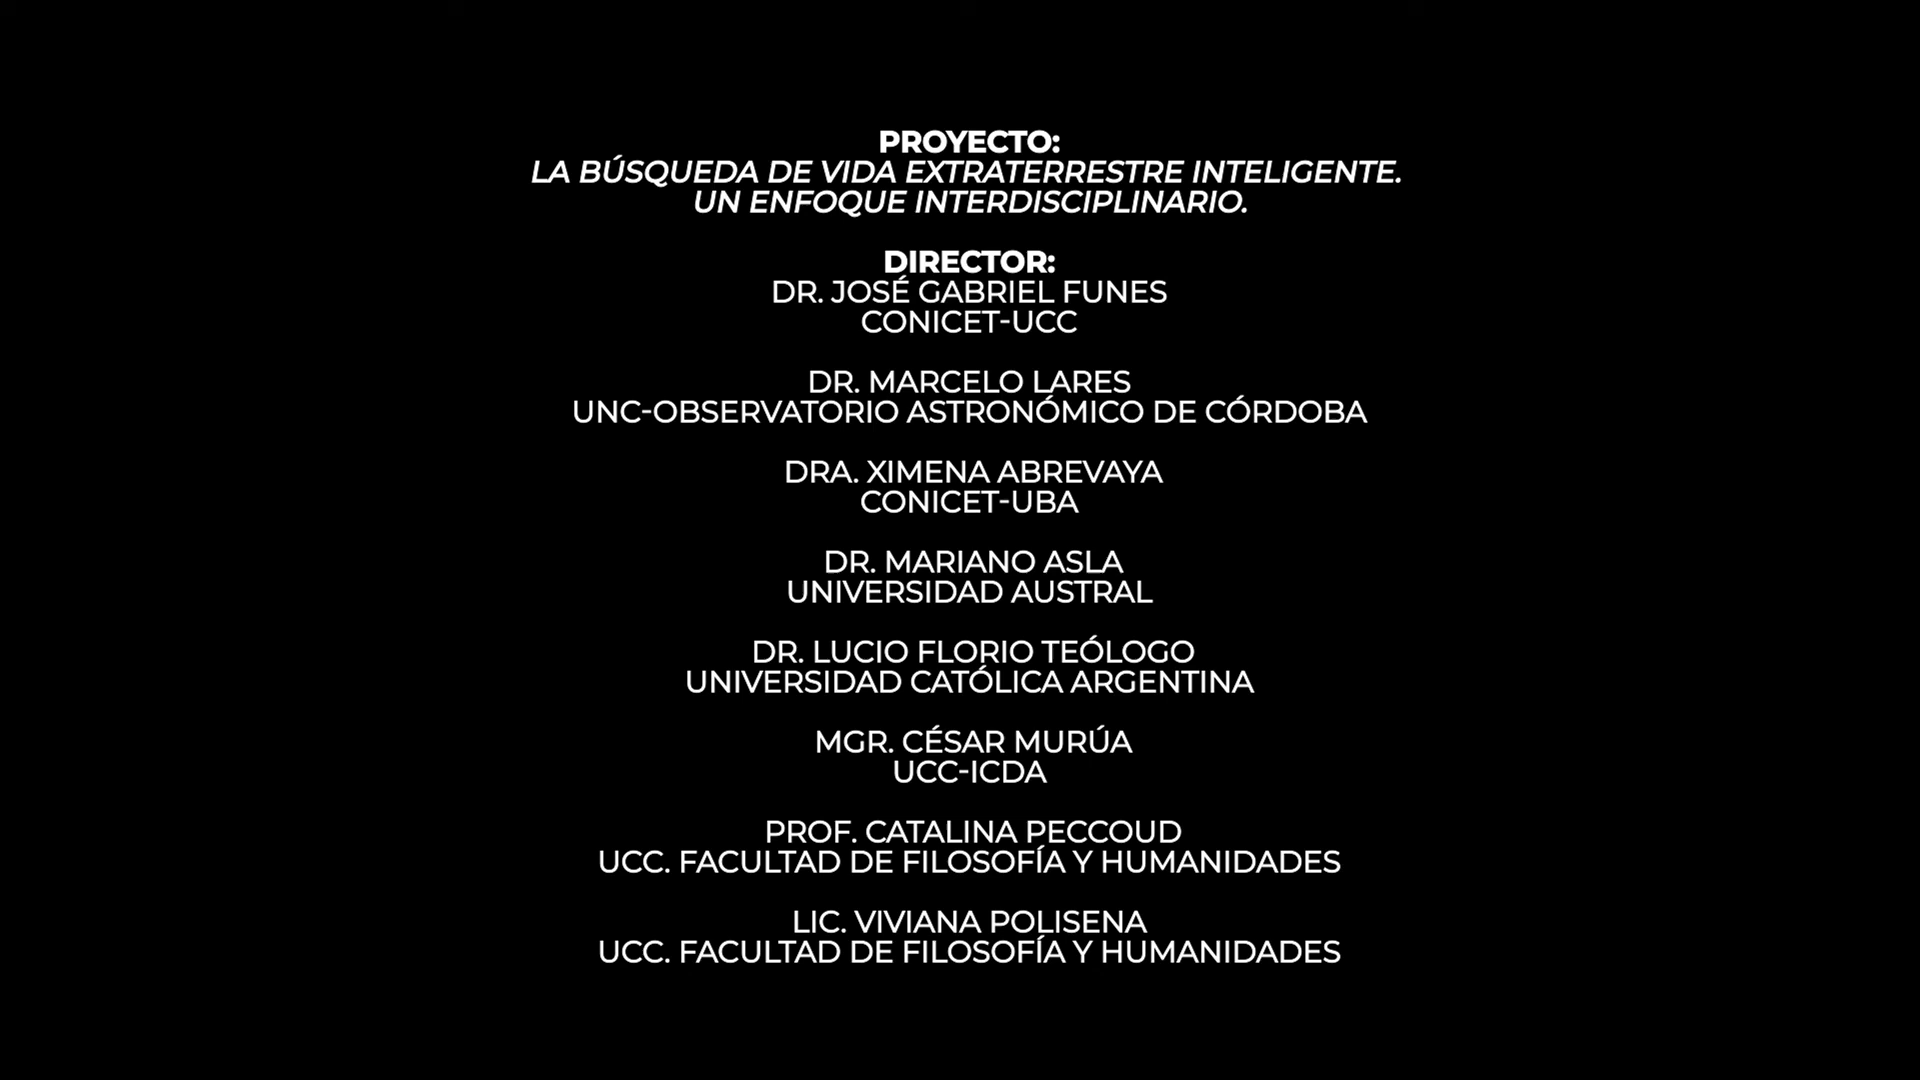 PROYECTO:
LA BÚSQUEDA DE VIDA EXTRATERRESTRE INTELIGENTE.
UN ENFOQUE INTERDISCIPLINARIO.
DIRECTOR:
DR. JOSÉ GABRIEL FUNES
CONICET-UCC
DR. MARCELO LARES
UNC-OBSERVATORIO ASTRONÓMICO DE CÓRDOBA
DRA. XIMENA ABREVAYA
CONICET-UBA
DR. MARIANO ASLA
UNIVERSIDAD AUSTRAL
DR. LUCIO FLORIO TEÓLOGO
UNIVERSIDAD CATÓLICA ARGENTINA
MGR. CÉSAR MURÚA
UCC-ICDA
PROF. CATALINA PECCOUD
UCC. FACULTAD DE FILOSOFÍA Y HUMANIDADES
LIC. VIVIANA POLISENA
UCC. FACULTAD DE FILOSOFÍA Y HUMANIDADES